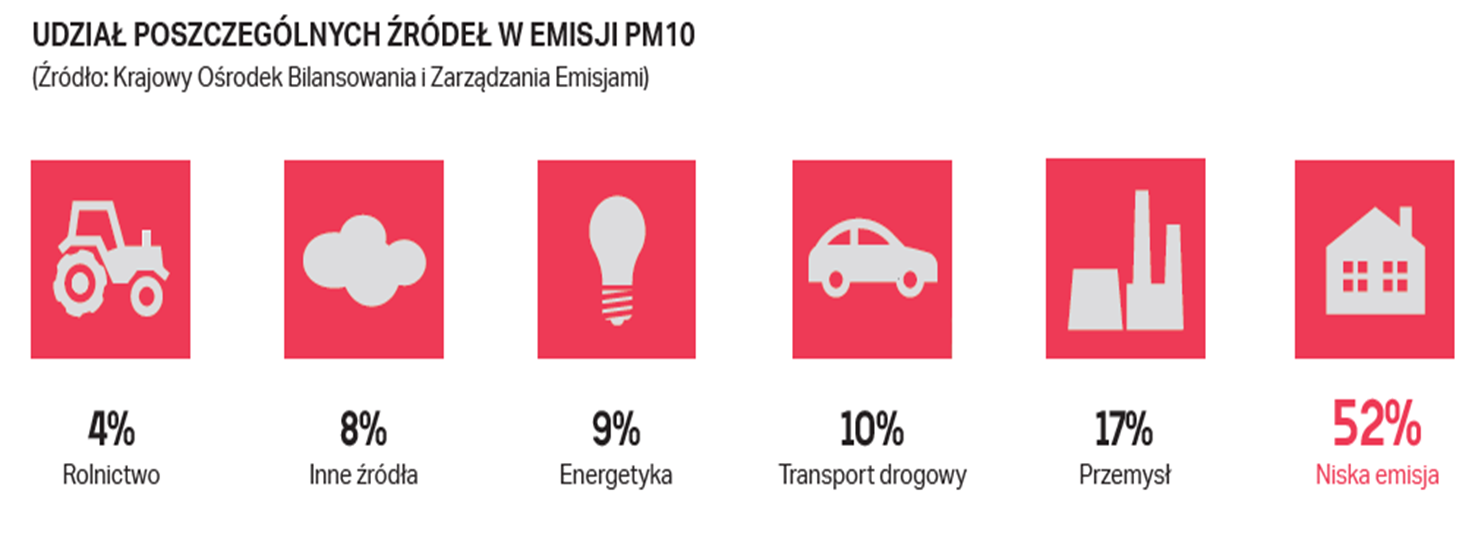 UDZIAŁ POSZCZEGÓLNYCH ŹRÓDEŁ W EMISJI PM10
(Źródło: Krajowy Ośrodek Bilansowania i Zarządzania Emisjami)
4%
Rolnictwo
8%
Inne źródła
9%
Energetyka
10%
Transport drogowy
17%
Przemysł
52%
Niska emisja